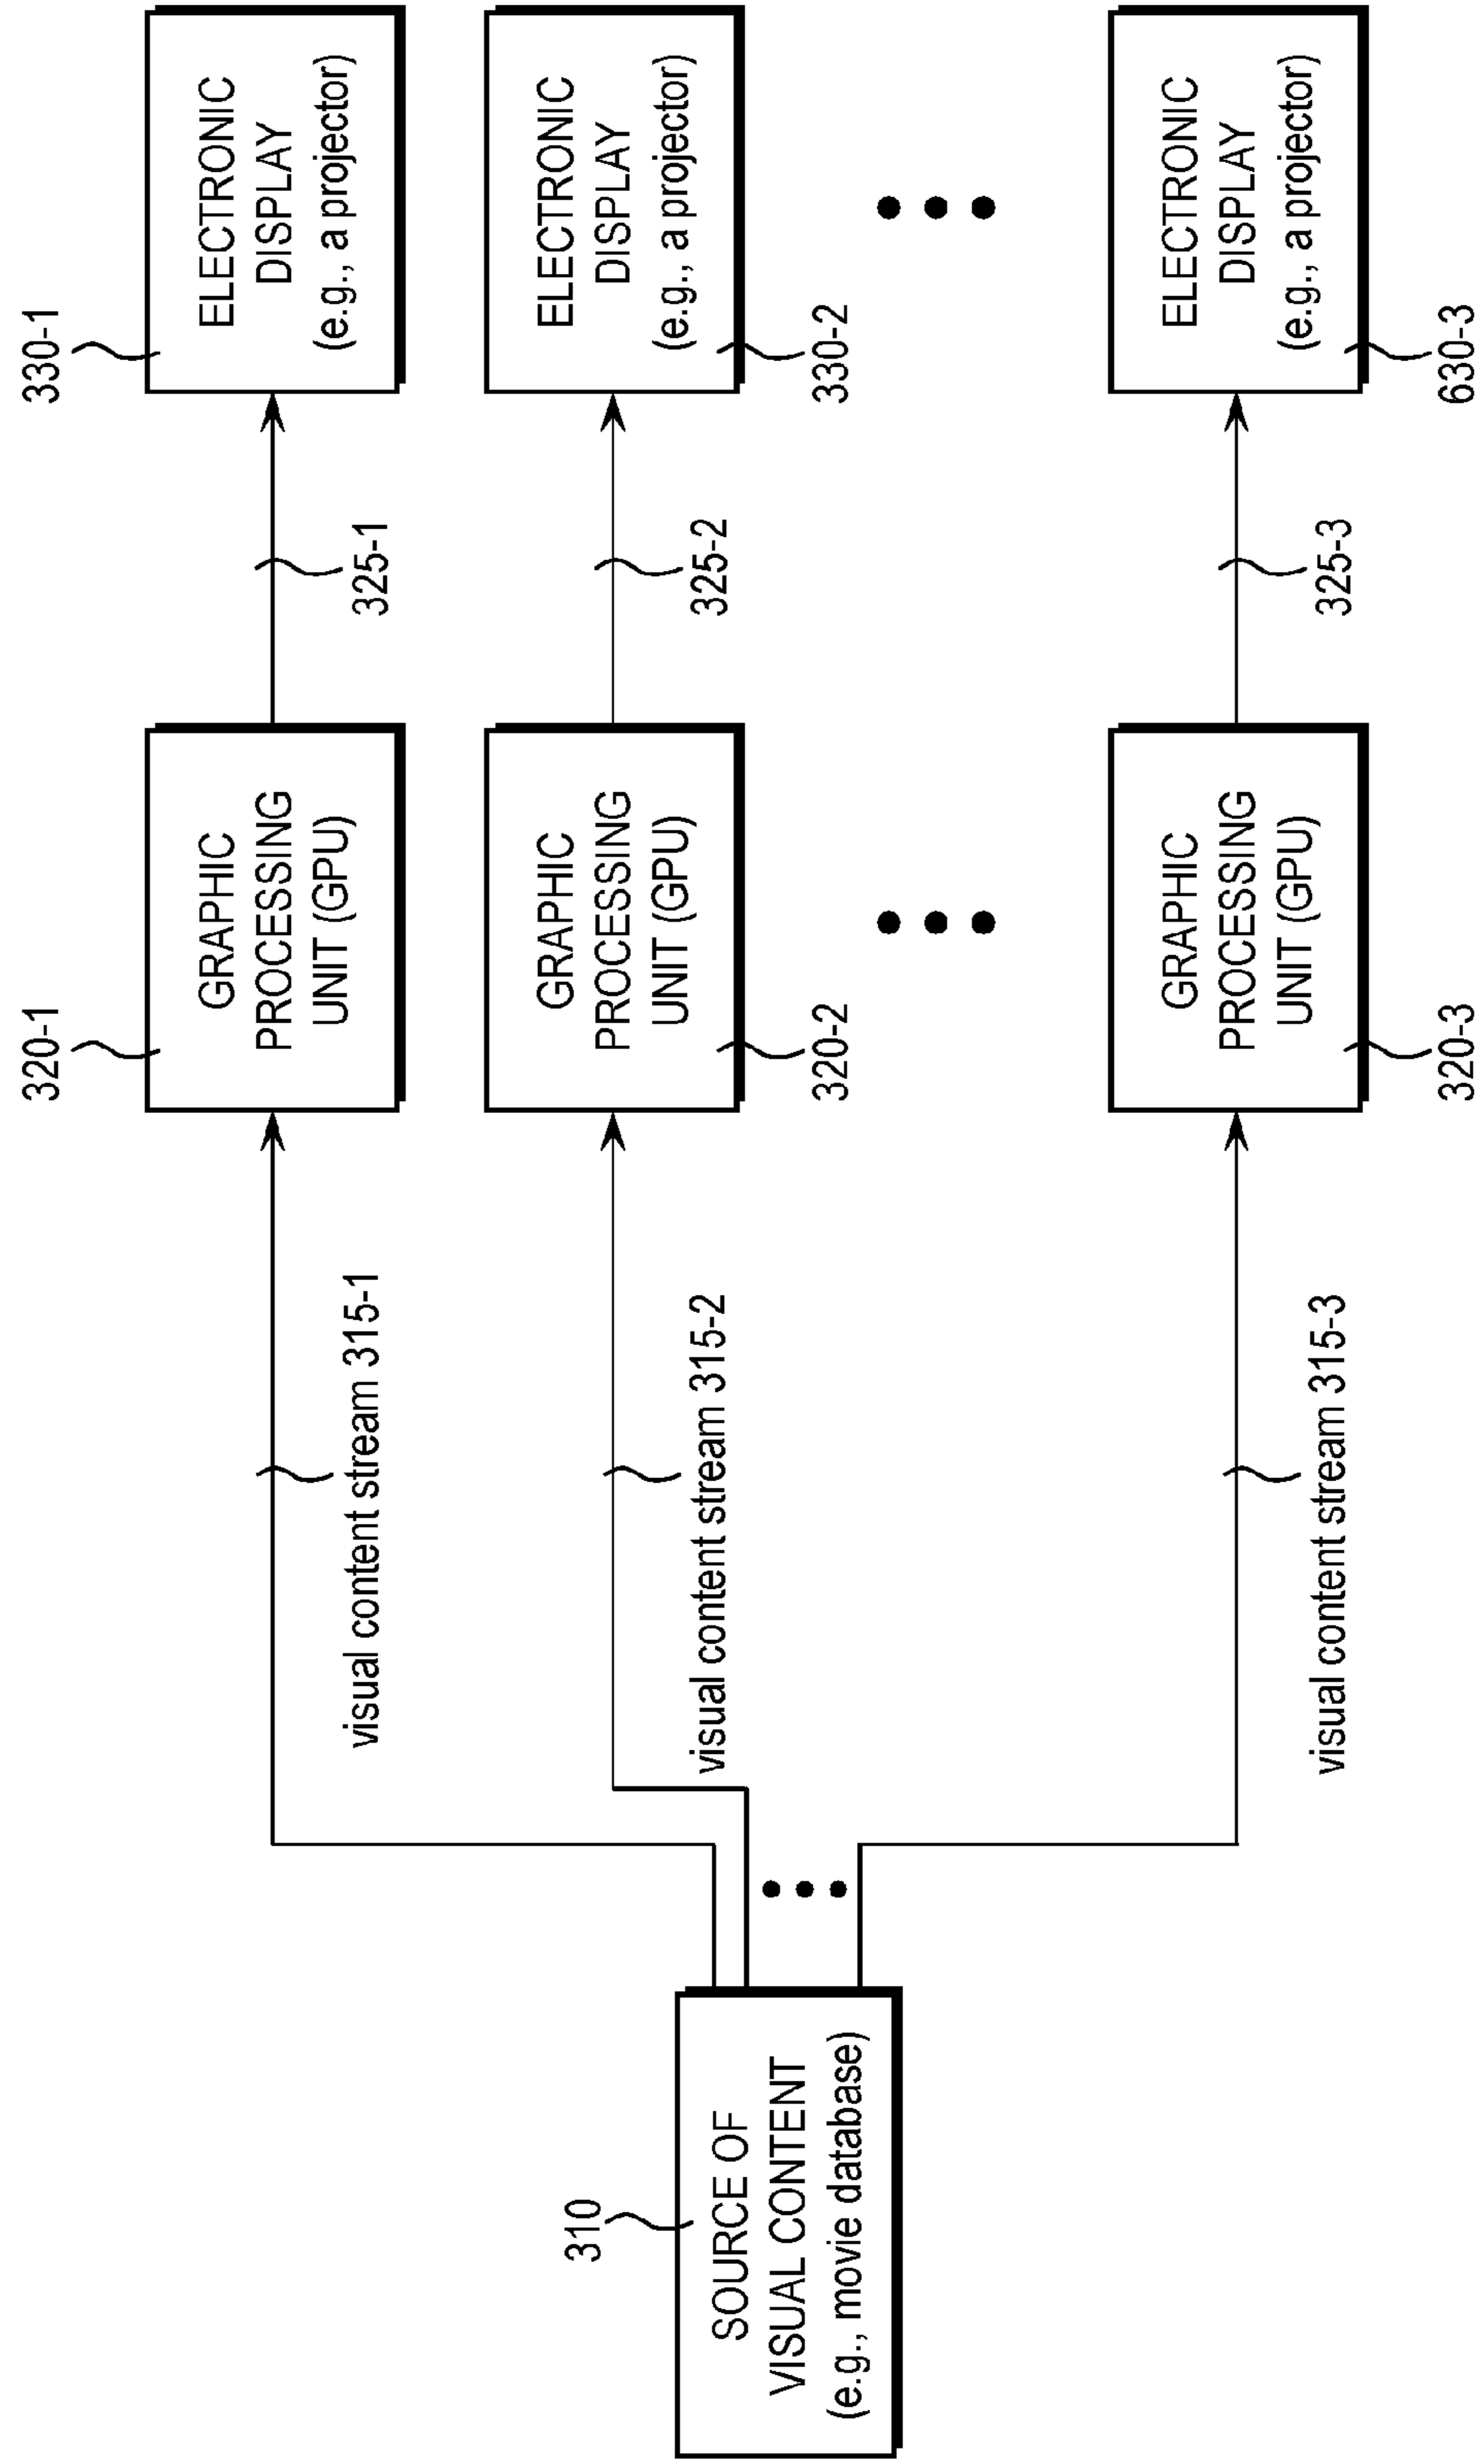 330-1
ELECTRONIC
DISPLAY
(e.g., a projector)
325-1
320-1
GRAPHIC
PROCESSING
UNIT (GPU)
visual content stream 315-1
ELECTRONIC
DISPLAY
(e.g., a projector)
330-2
325-2
GRAPHIC
PROCESSING
UNIT (GPU)
320-2
visual content stream 315-2
310
SOURCE OF
VISUAL CONTENT
(e.g., movie database)
ELECTRONIC
DISPLAY
(e.g., a projector)
630-3
325-3
GRAPHIC
PROCESSING
UNIT (GPU)
320-3
visual content stream 315-3